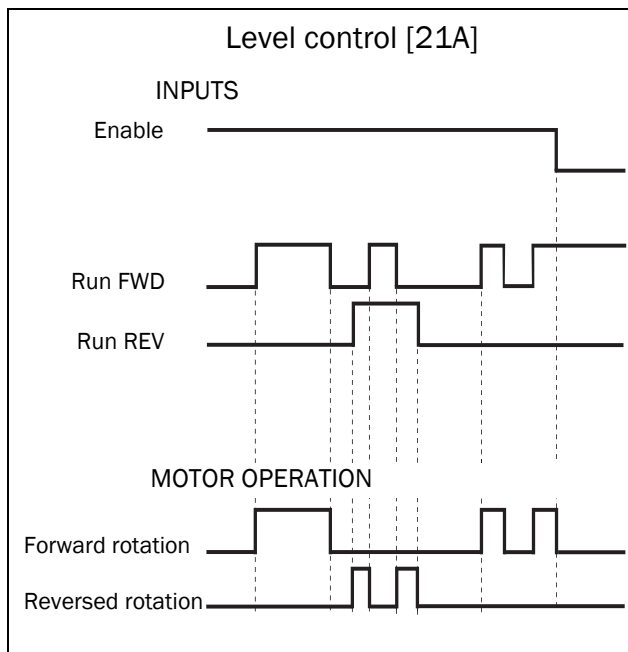 Level control [21A]
INPUTS
Enable
Run FWD
Run REV
MOTOR OPERATION
Forward rotation
Reversed rotation